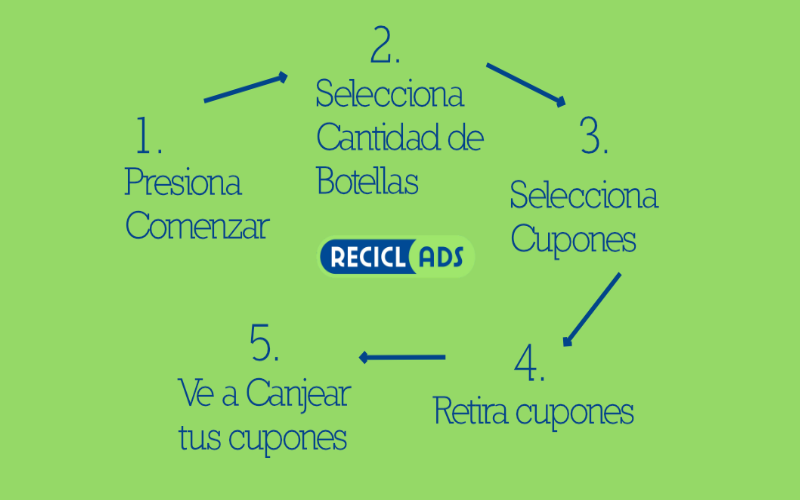 1.
Presiona
Comenzar
2.
Selecciona
Cantidad de
Botellas
3.
Selecciona
Cupones
4.
Retira cupones
5.
Ve a Canjear
tus cupones
RECICL ADS